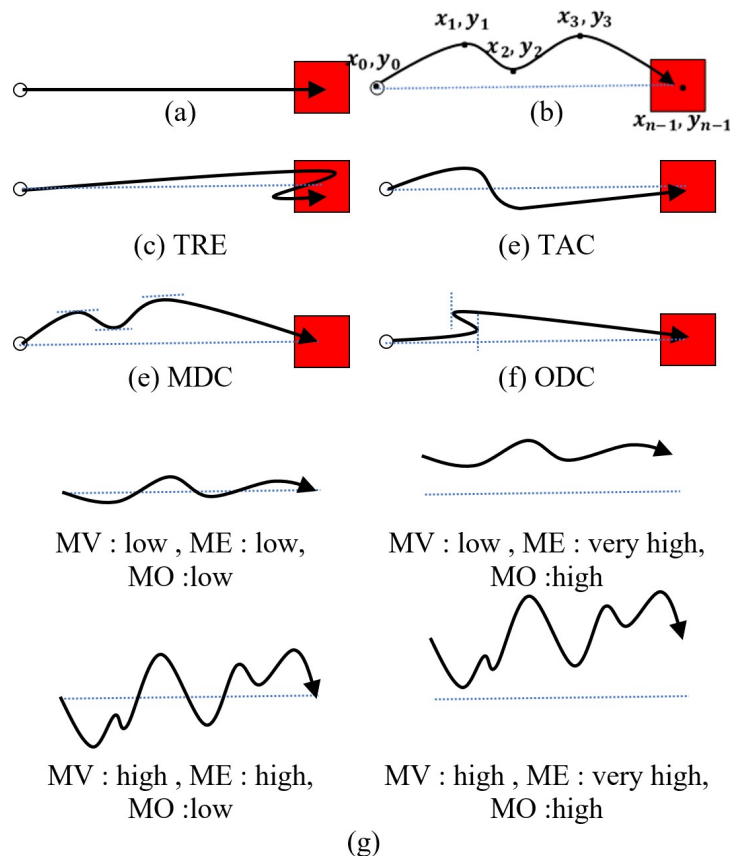 x₁, y₁
x₃, y₃
x₂, y₂
x₀, y₀
(a)
(b)
xₙ₋₁, yₙ₋₁
(c) TRE
(e) TAC
(e) MDC
(f) ODC
MV : low , ME : low,
MO :low
MV : low , ME : very high,
MO :high
MV : high , ME : high,
MO :low
MV : high , ME : very high,
MO :high
(g)